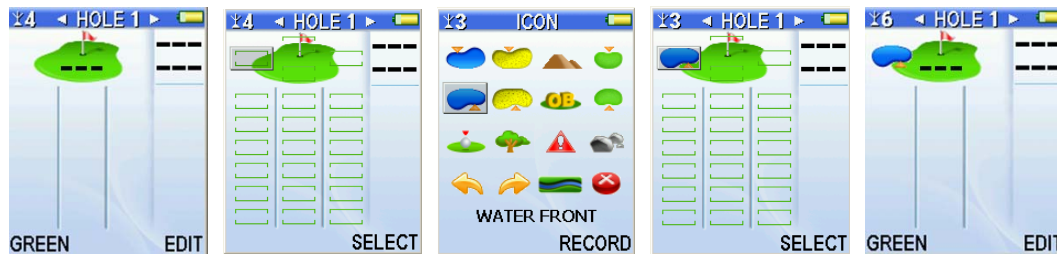 4 ◄ HOLE 1 ►
--- 
---
---
GREEN EDIT
4 ◄ HOLE 1 ►
---
---
SELECT
3 ICON
OB
WATER FRONT
RECORD
3 ◄ HOLE 1 ►
---
---
SELECT
6 ◄ HOLE 1 ►
---
---
---
GREEN EDIT